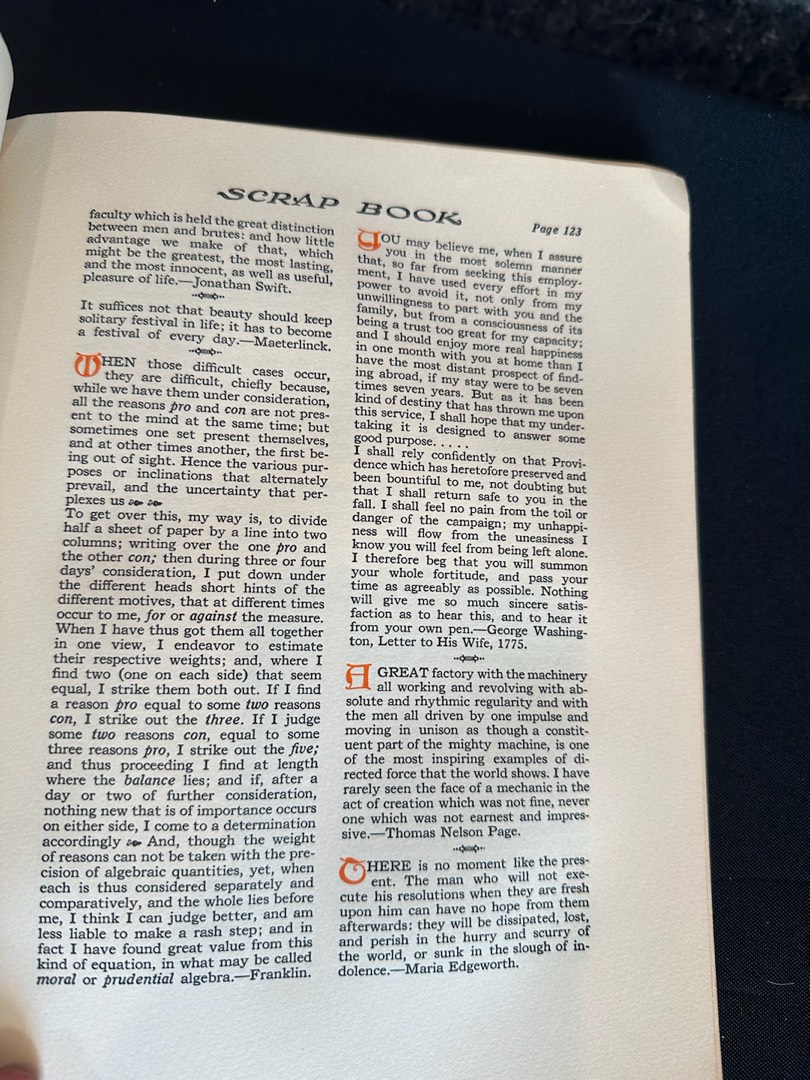 SCRAP BOOK
Page 123
faculty which is held the great distinction
between men and brutes: and how little
advantage we make of that, which
might be the greatest, the most lasting,
and the most innocent, as well as useful,
pleasure of life.—Jonathan Swift.
It suffices not that beauty should keep
solitary festival in life; it has to become
a festival of every day.—Maeterlinck.
WHEN those difficult cases occur,
they are difficult, chiefly because,
while we have them under consideration,
all the reasons pro and con are not pres-
ent to the mind at the same time; but
sometimes one set present themselves,
and at other times another, the first be-
ing out of sight. Hence the various pur-
poses or inclinations that alternately
prevail, and the uncertainty that per-
plexes us
To get over this, my way is, to divide
half a sheet of paper by a line into two
columns; writing over the one pro and
the other con; then during three or four
days' consideration, I put down under
the different heads short hints of the
different motives, that at different times
occur to me, for or against the measure.
When I have thus got them all together
in one view, I endeavor to estimate
their respective weights; and, where I
find two (one on each side) that seem
equal, I strike them both out. If I find
a reason pro equal to some two reasons
con, I strike out the three. If I judge
some two reasons con, equal to some
three reasons pro, I strike out the five;
and thus proceeding I find at length
where the balance lies; and if, after a
day or two of further consideration,
nothing new that is of importance occurs
on either side, I come to a determination
accordingly And, though the weight
of reasons can not be taken with the pre-
cision of algebraic quantities, yet, when
each is thus considered separately and
comparatively, and the whole lies before
me, I think I can judge better, and am
less liable to make a rash step; and in
fact I have found great value from this
kind of equation, in what may be called
moral or prudential algebra.—Franklin.
YOU may believe me, when I assure
you in the most solemn manner
that, so far from seeking this employ-
ment, I have used every effort in my
power to avoid it, not only from my
unwillingness to part with you and the
family, but from a consciousness of its
being a trust too great for my capacity;
and I should enjoy more real happiness
in one month with you at home than I
have the most distant prospect of find-
ing abroad, if my stay were to be seven
times seven years. But as it has been
kind of destiny that has thrown me upon
this service, I shall hope that my under-
taking it is designed to answer some
good purpose. . . . .
I shall rely confidently on that Provi-
dence which has heretofore preserved and
been bountiful to me, not doubting but
that I shall return safe to you in the
fall. I shall feel no pain from the toil or
danger of the campaign; my unhappi-
ness will flow from the uneasiness I
know you will feel from being left alone.
I therefore beg that you will summon
your whole fortitude, and pass your
time as agreeably as possible. Nothing
will give me so much sincere satis-
faction as to hear this, and to hear it
from your own pen.—George Washing-
ton, Letter to His Wife, 1775.
A GREAT factory with the machinery
all working and revolving with ab-
solute and rhythmic regularity and with
the men all driven by one impulse and
moving in unison as though a constit-
uent part of the mighty machine, is one
of the most inspiring examples of di-
rected force that the world shows. I have
rarely seen the face of a mechanic in the
act of creation which was not fine, never
one which was not earnest and impres-
sive.—Thomas Nelson Page.
THERE is no moment like the pres-
ent. The man who will not exe-
cute his resolutions when they are fresh
upon him can have no hope from them
afterwards: they will be dissipated, lost,
and perish in the hurry and scurry of
the world, or sunk in the slough of in-
dolence.—Maria Edgeworth.